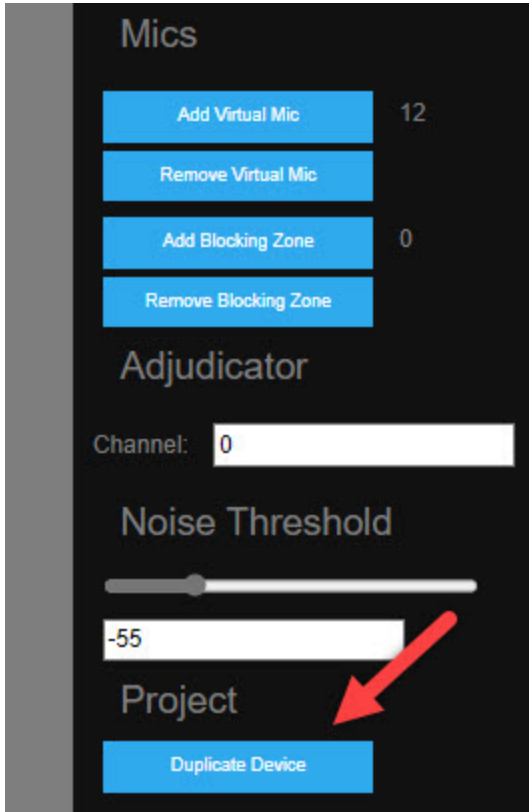 Mics
Add Virtual Mic 12
Remove Virtual Mic
Add Blocking Zone 0
Remove Blocking Zone
Adjudicator
Channel: 0
Noise Threshold
-55
Project
Duplicate Device